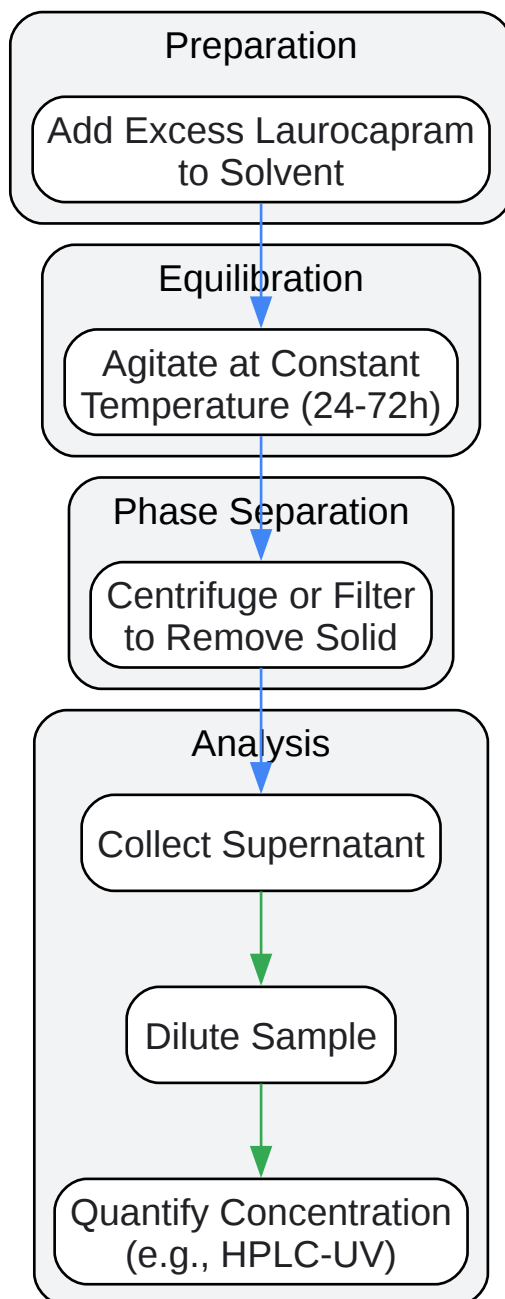 Preparation
Add Excess Laurocapram
to Solvent
Equilibration
Agitate at Constant
Temperature (24-72h)
Phase Separation
Centrifuge or Filter
to Remove Solid
Analysis
Collect Supernatant
Dilute Sample
Quantify Concentration
(e.g., HPLC-UV)